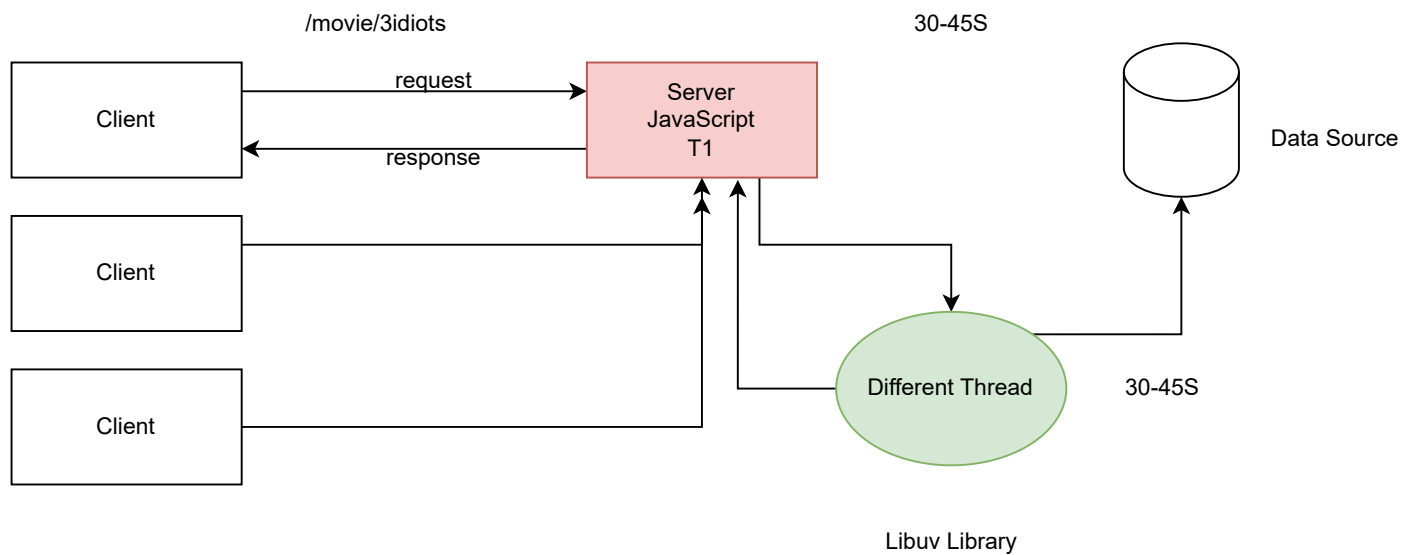 /movie/3idiots
30-45S
Client
request
response
Server
JavaScript
T1
Data Source
Client
Client
Different Thread
30-45S
Libuv Library